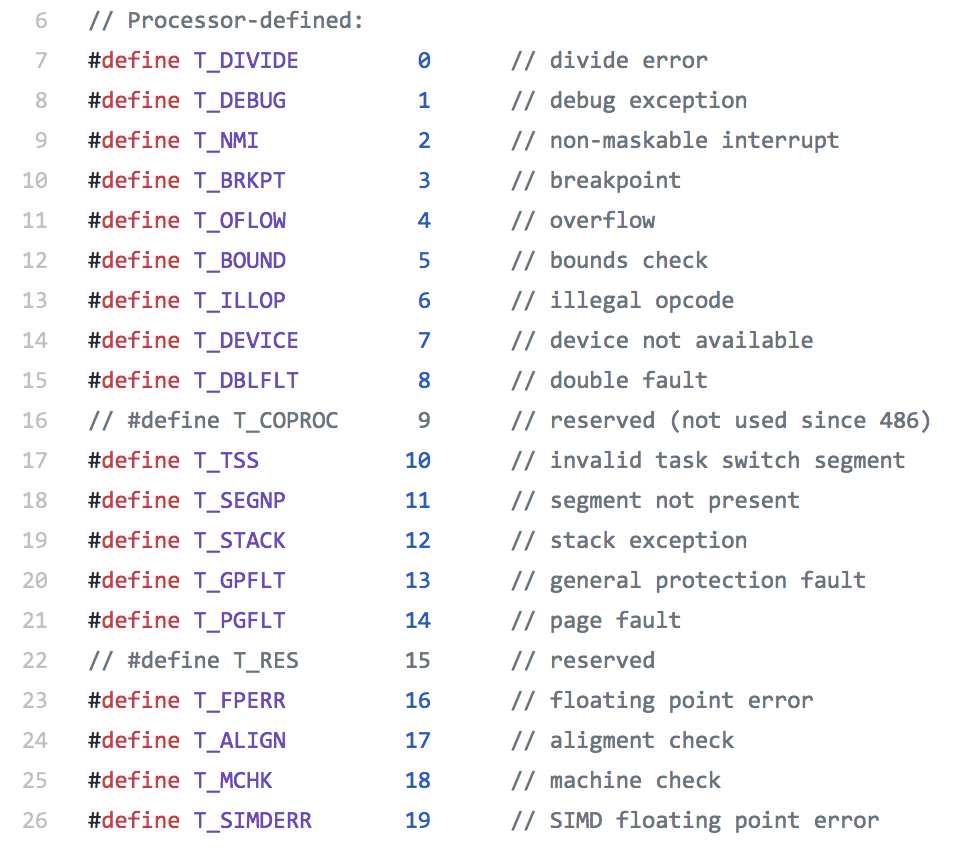 6 // Processor-defined:
7 #define T_DIVIDE 0 // divide error
8 #define T_DEBUG 1 // debug exception
9 #define T_NMI 2 // non-maskable interrupt
10 #define T_BRKPT 3 // breakpoint
11 #define T_OFLOW 4 // overflow
12 #define T_BOUND 5 // bounds check
13 #define T_ILLOP 6 // illegal opcode
14 #define T_DEVICE 7 // device not available
15 #define T_DBLFLT 8 // double fault
16 // #define T_COPROC 9 // reserved (not used since 486)
17 #define T_TSS 10 // invalid task switch segment
18 #define T_SEGNP 11 // segment not present
19 #define T_STACK 12 // stack exception
20 #define T_GPFLT 13 // general protection fault
21 #define T_PGFLT 14 // page fault
22 // #define T_RES 15 // reserved
23 #define T_FPERR 16 // floating point error
24 #define T_ALIGN 17 // aligment check
25 #define T_MCHK 18 // machine check
26 #define T_SIMDERR 19 // SIMD floating point error